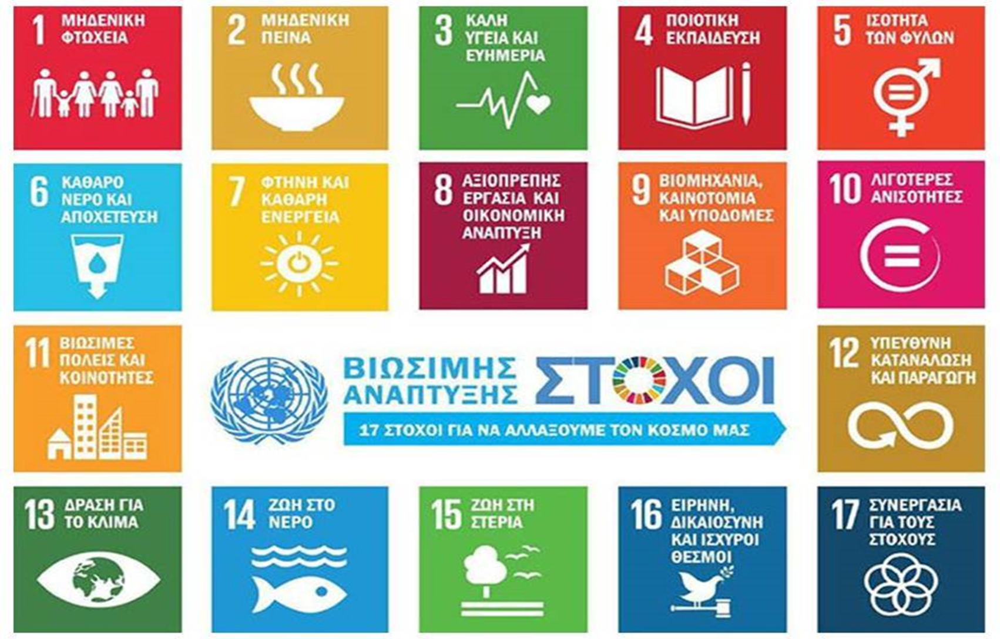 1 ΜΗΔΕΝΙΚΗ
ΦΤΩΧΕΙΑ
2 ΜΗΔΕΝΙΚΗ
ΠΕΙΝΑ
3 ΚΑΛΗ
ΥΓΕΙΑ ΚΑΙ
ΕΥΗΜΕΡΙΑ
4 ΠΟΙΟΤΙΚΗ
ΕΚΠΑΙΔΕΥΣΗ
5 ΙΣΟΤΗΤΑ
ΤΩΝ ΦΥΛΩΝ
6 ΚΑΘΑΡΟ
ΝΕΡΟ ΚΑΙ
ΑΠΟΧΕΤΕΥΣΗ
7 ΦΤΗΝΗ ΚΑΙ
ΚΑΘΑΡΗ
ΕΝΕΡΓΕΙΑ
8 ΑΞΙΟΠΡΕΠΗΣ
ΕΡΓΑΣΙΑ ΚΑΙ
ΟΙΚΟΝΟΜΙΚΗ
ΑΝΑΠΤΥΞΗ
9 ΒΙΟΜΗΧΑΝΙΑ,
ΚΑΙΝΟΤΟΜΙΑ
ΚΑΙ ΥΠΟΔΟΜΕΣ
10 ΛΙΓΟΤΕΡΕΣ
ΑΝΙΣΟΤΗΤΕΣ
11 ΒΙΩΣΙΜΕΣ
ΠΟΛΕΙΣ ΚΑΙ
ΚΟΙΝΟΤΗΤΕΣ
ΒΙΩΣΙΜΗΣ
ΑΝΑΠΤΥΞΗΣ
ΣΤΟΧΟΙ
17 ΣΤΟΧΟΙ ΓΙΑ ΝΑ ΑΛΛΑΞΟΥΜΕ ΤΟΝ ΚΟΣΜΟ ΜΑΣ
12 ΥΠΕΥΘΥΝΗ
ΚΑΤΑΝΑΛΩΣΗ
ΚΑΙ ΠΑΡΑΓΩΓΗ
13 ΔΡΑΣΗ ΓΙΑ
ΤΟ ΚΛΙΜΑ
14 ΖΩΗ ΣΤΟ
ΝΕΡΟ
15 ΖΩΗ ΣΤΗ
ΣΤΕΡΙΑ
16 ΕΙΡΗΝΗ,
ΔΙΚΑΙΟΣΥΝΗ
ΚΑΙ ΙΣΧΥΡΟΙ
ΘΕΣΜΟΙ
17 ΣΥΝΕΡΓΑΣΙΑ
ΓΙΑ ΤΟΥΣ
ΣΤΟΧΟΥΣ